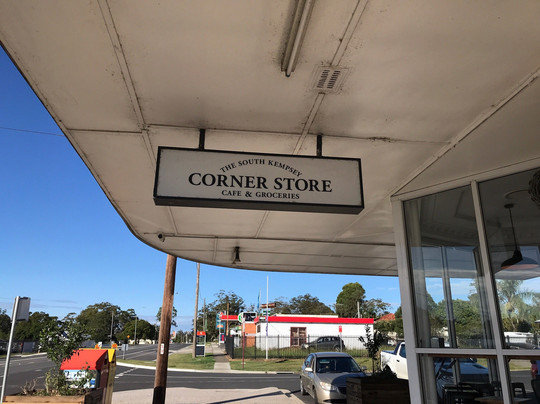 THE SOUTH KEMPSEY
CORNER STORE
CAFE & GROCERIES